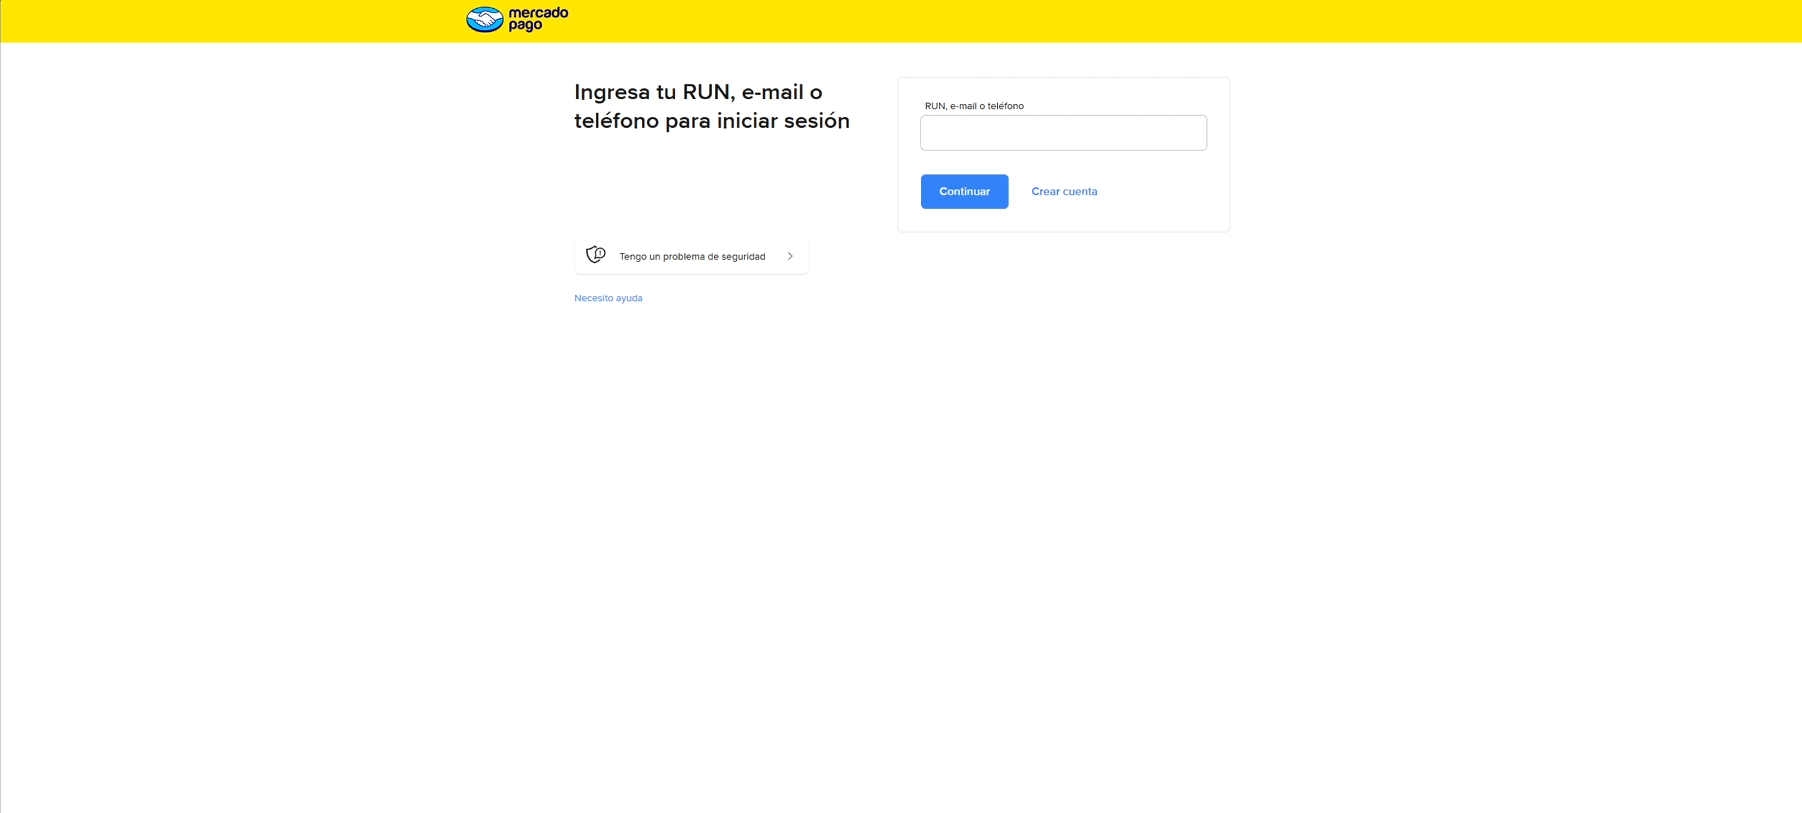 mercado
pago
Ingresa tu RUN, e-mail o
teléfono para iniciar sesión
RUN, e-mail o teléfono
Continuar
Crear cuenta
Tengo un problema de seguridad
Necesito ayuda